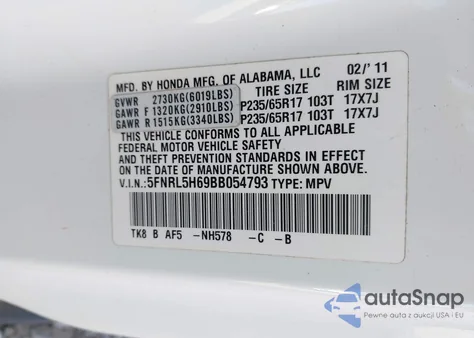 MFD. BY HONDA MFG. OF ALABAMA, LLC 02/'11
TIRE SIZE RIM SIZE
GVWR 2730KG(6019LBS)
GAWR F 1320KG(2910LBS) P235/65R17 103T 17X7J
GAWR R 1515KG(3340LBS) P235/65R17 103T 17X7J
THIS VEHICLE CONFORMS TO ALL APPLICABLE
FEDERAL MOTOR VEHICLE SAFETY
AND THEFT PREVENTION STANDARDS IN EFFECT
ON THE DATE OF MANUFACTURE SHOWN ABOVE.
V.I.N.: 5FNRL5H69BB054793 TYPE: MPV
TK8 B AF5 -NH578 -C -B
autoSnap
Pewne auto z aukcji USA i EU